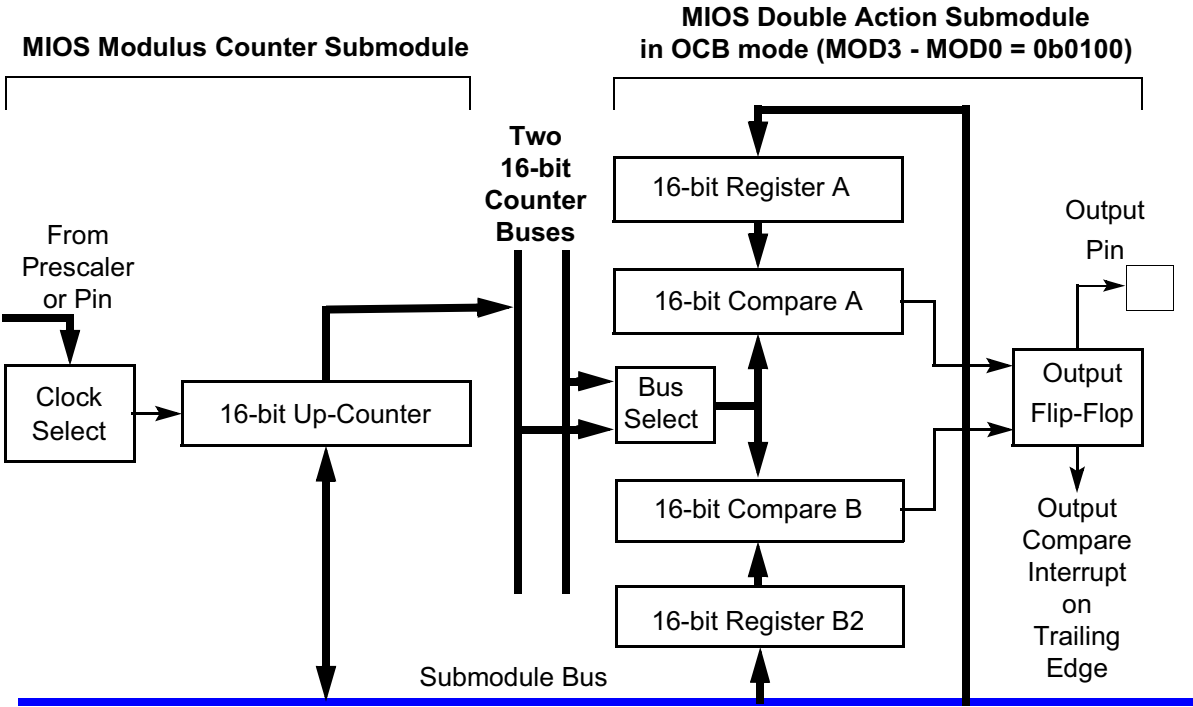 MIOS Modulus Counter Submodule
MIOS Double Action Submodule
in OCB mode (MOD3 - MOD0 = 0b0100)
Two
16-bit
Counter
Buses
From
Prescaler
or Pin
Clock
Select
16-bit Up-Counter
Bus
Select
16-bit Register A
16-bit Compare A
16-bit Compare B
16-bit Register B2
Output
Pin
Output
Flip-Flop
Output
Compare
Interrupt
on
Trailing
Edge
Submodule Bus